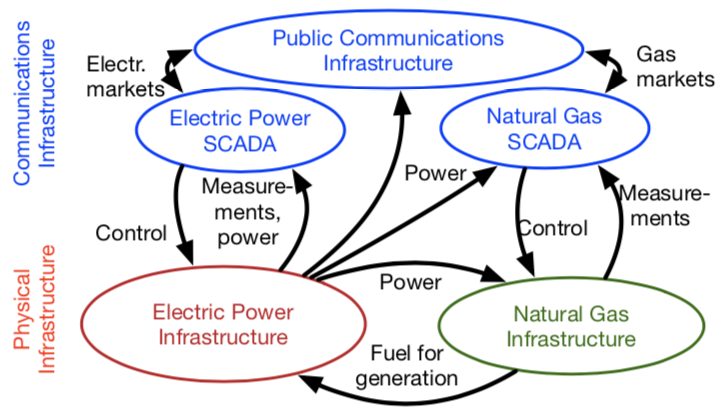 Communications
Infrastructure
Public Communications
Infrastructure
Electr.
markets
Gas
markets
Electric Power
SCADA
Natural Gas
SCADA
Power
Measure-
ments,
power
Measure-
ments
Control
Control
Physical
Infrastructure
Power
Electric Power
Infrastructure
Natural Gas
Infrastructure
Fuel for
generation